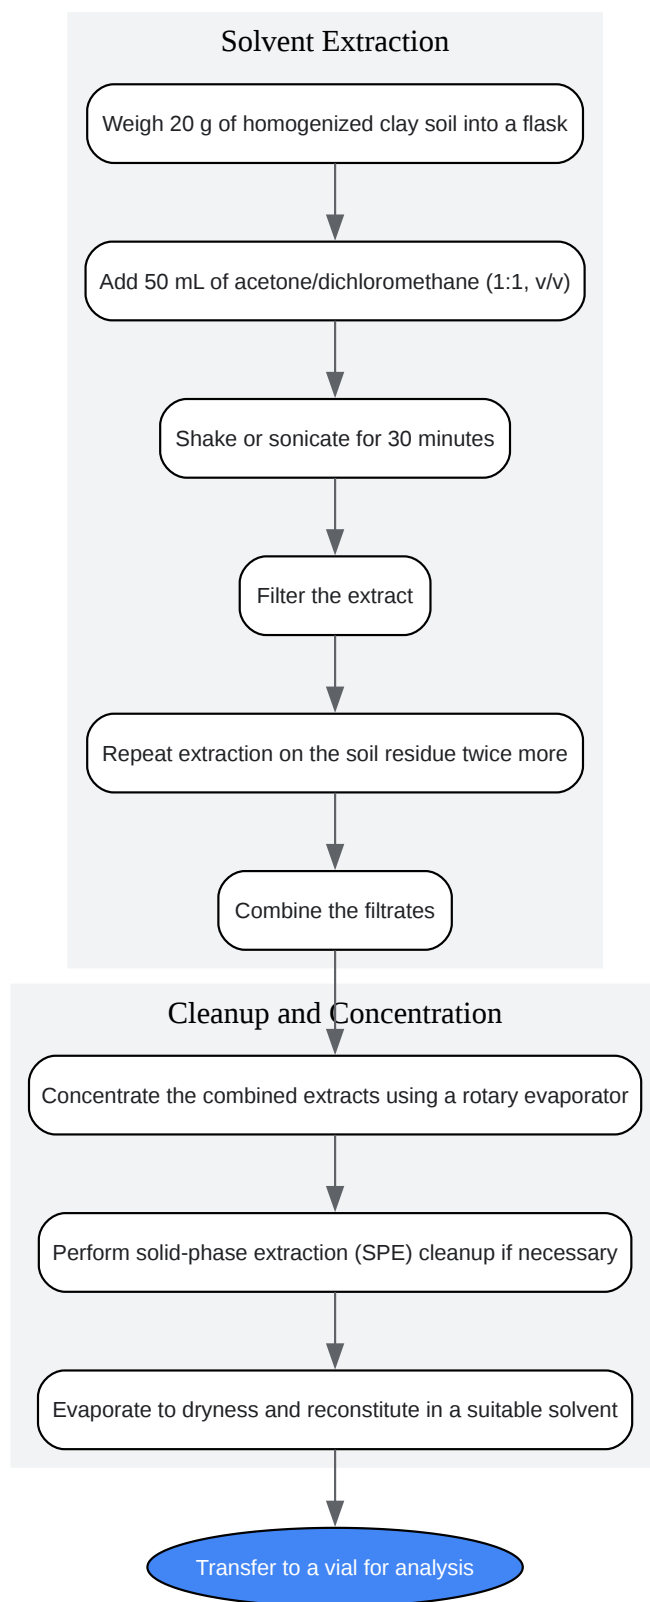 Solvent Extraction
Weigh 20 g of homogenized clay soil into a flask
Add 50 mL of acetone/dichloromethane (1:1, v/v)
Shake or sonicate for 30 minutes
Filter the extract
Repeat extraction on the soil residue twice more
Combine the filtrates
Cleanup and Concentration
Concentrate the combined extracts using a rotary evaporator
Perform solid-phase extraction (SPE) cleanup if necessary
Evaporate to dryness and reconstitute in a suitable solvent
Transfer to a vial for analysis